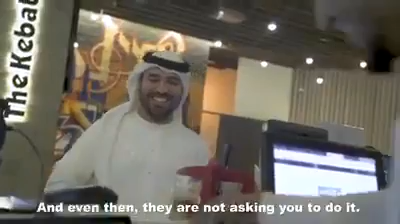 The Kebab
And even then, they are not asking you to do it.